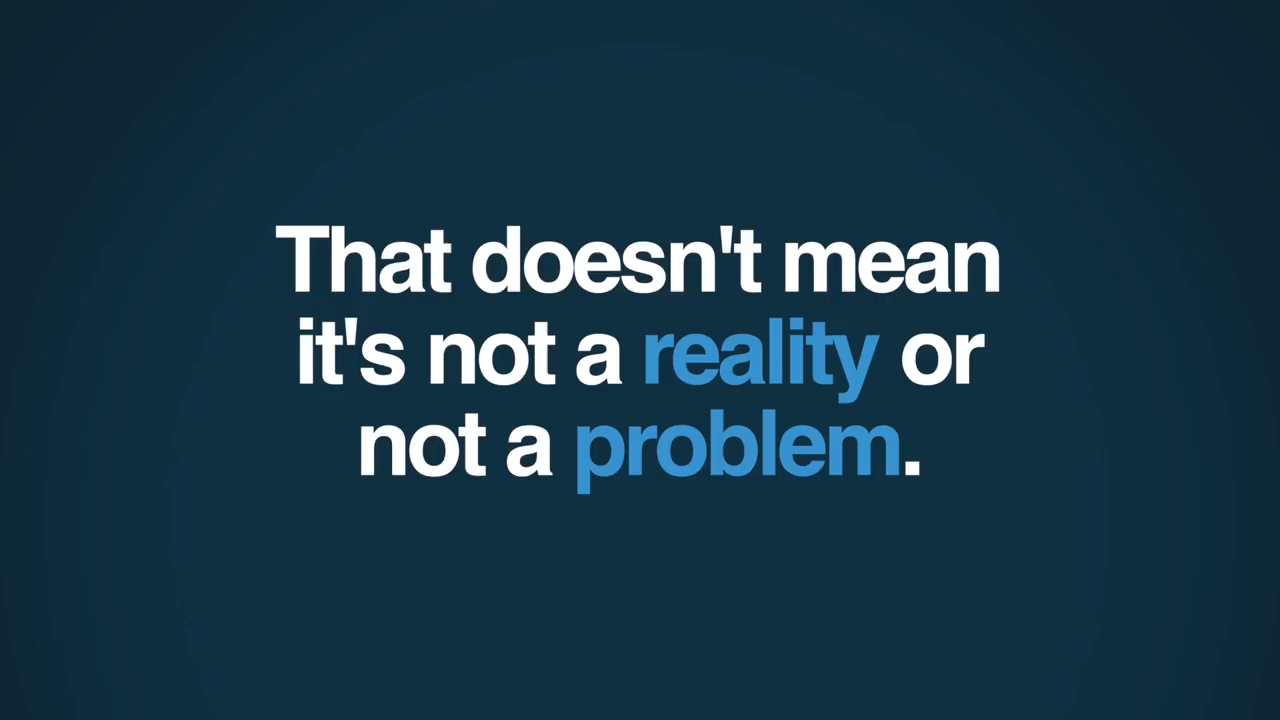 That doesn't mean
it's not a reality or
not a problem.